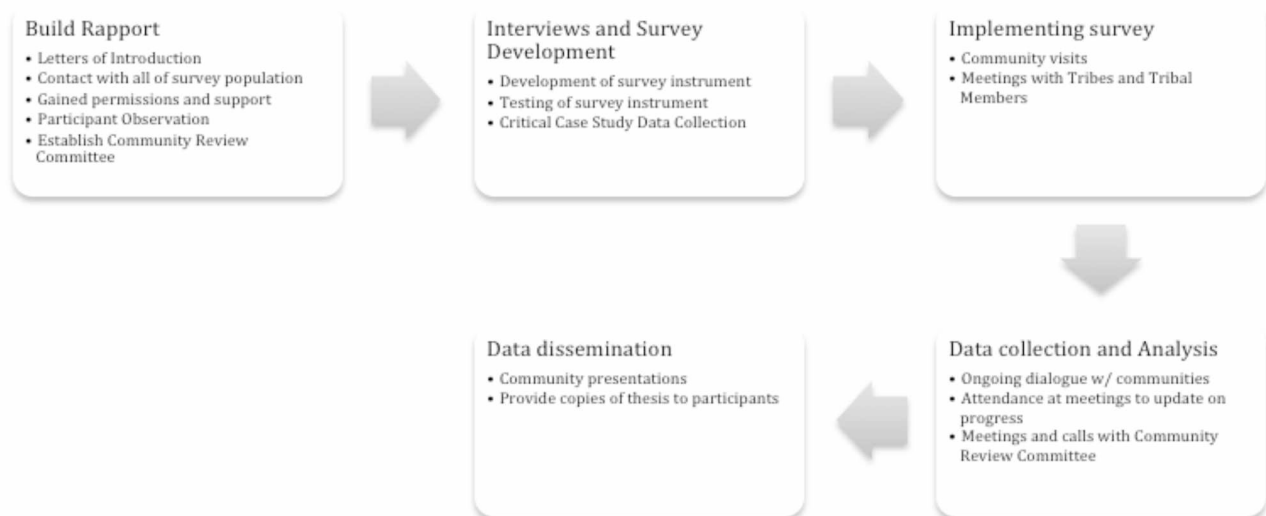 Build Rapport
• Letters of Introduction
• Contact with all of survey population
• Gained permissions and support
• Participant Observation
• Establish Community Review
Committee
Interviews and Survey
Development
• Development of survey instrument
• Testing of survey instrument
• Critical Case Study Data Collection
Implementing survey
• Community visits
• Meetings with Tribes and Tribal
Members
Data collection and Analysis
• Ongoing dialogue w/ communities
• Attendance at meetings to update on
progress
• Meetings and calls with Community
Review Committee
Data dissemination
• Community presentations
• Provide copies of thesis to participants